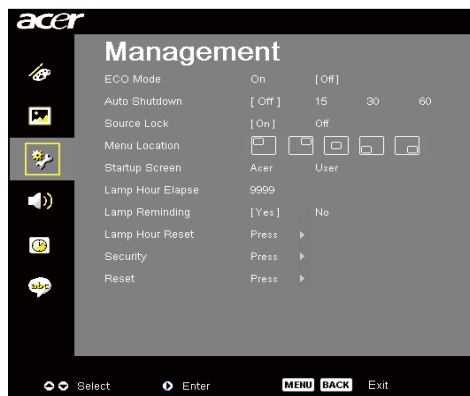 acer
Management
ECO Mode On [Off]
Auto Shutdown [Off] 15 30 60
Source Lock [On] Off
Menu Location
Startup Screen Acer User
Lamp Hour Elapse 9999
Lamp Reminding [Yes] No
Lamp Hour Reset Press
Security Press
Reset Press
abc
Select Enter MENU BACK Exit